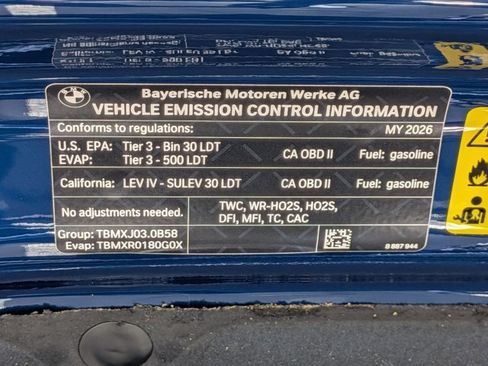 BMW
Bayerische Motoren Werke AG
VEHICLE EMISSION CONTROL INFORMATION
Conforms to regulations: MY 2026
U.S. EPA: Tier 3 - Bin 30 LDT CA OBD II Fuel: gasoline
EVAP: Tier 3 - 500 LDT
California: LEV IV - SULEV 30 LDT CA OBD II Fuel: gasoline
No adjustments needed. TWC, WR-HO2S, HO2S,
DFI, MFI, TC, CAC
Group: TBMXJ03.0B58
Evap: TBMXR0180G0X 8 887 944